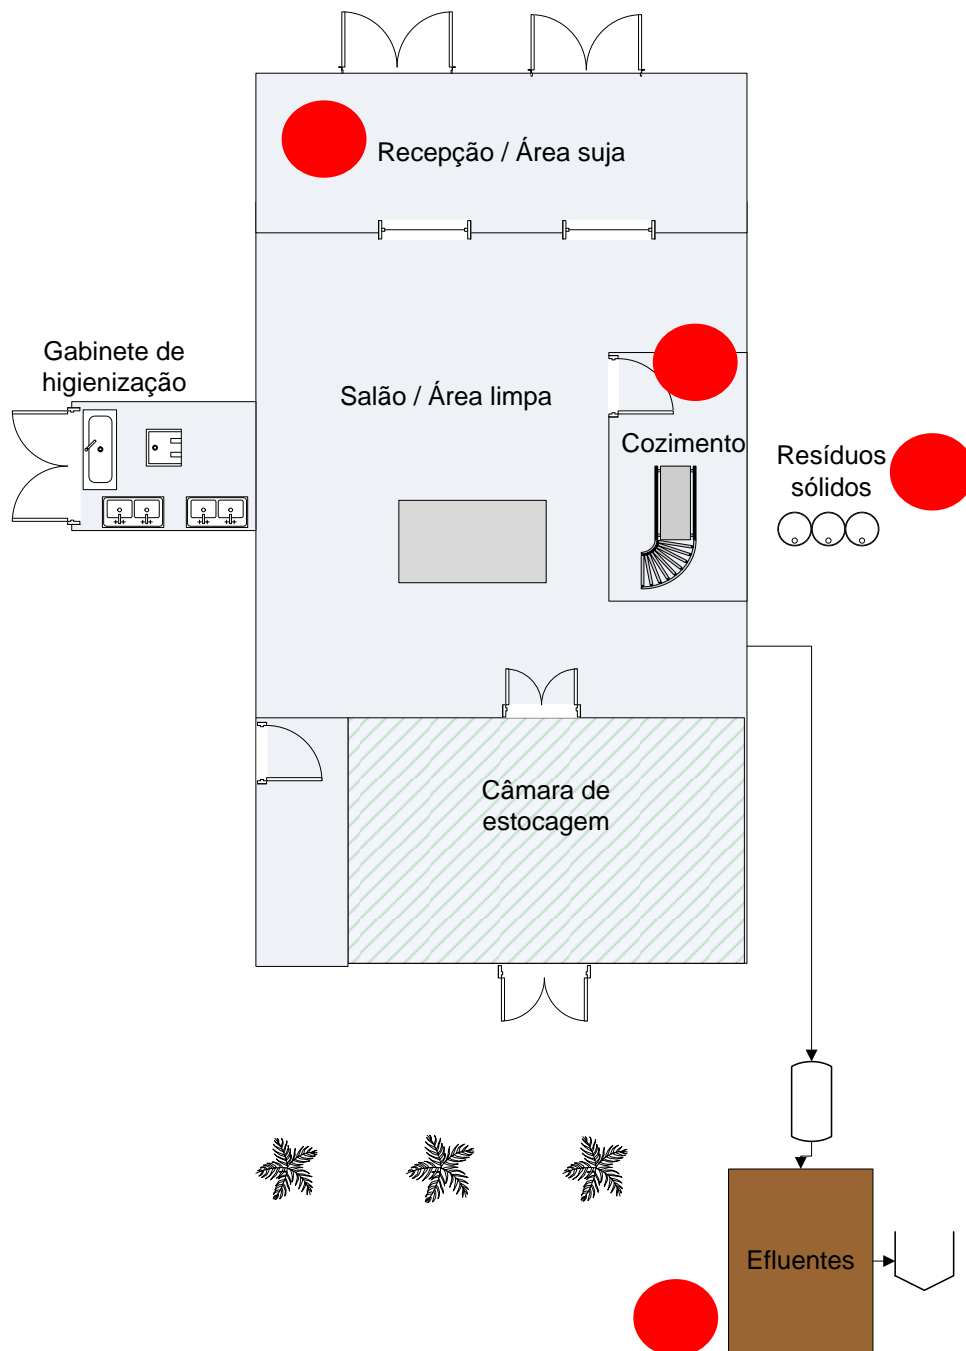 Recepção / Área suja
Gabinete de
higienização
Salão / Área limpa
Cozimento
Resíduos
sólidos
Câmara de
estocagem
Efluentes